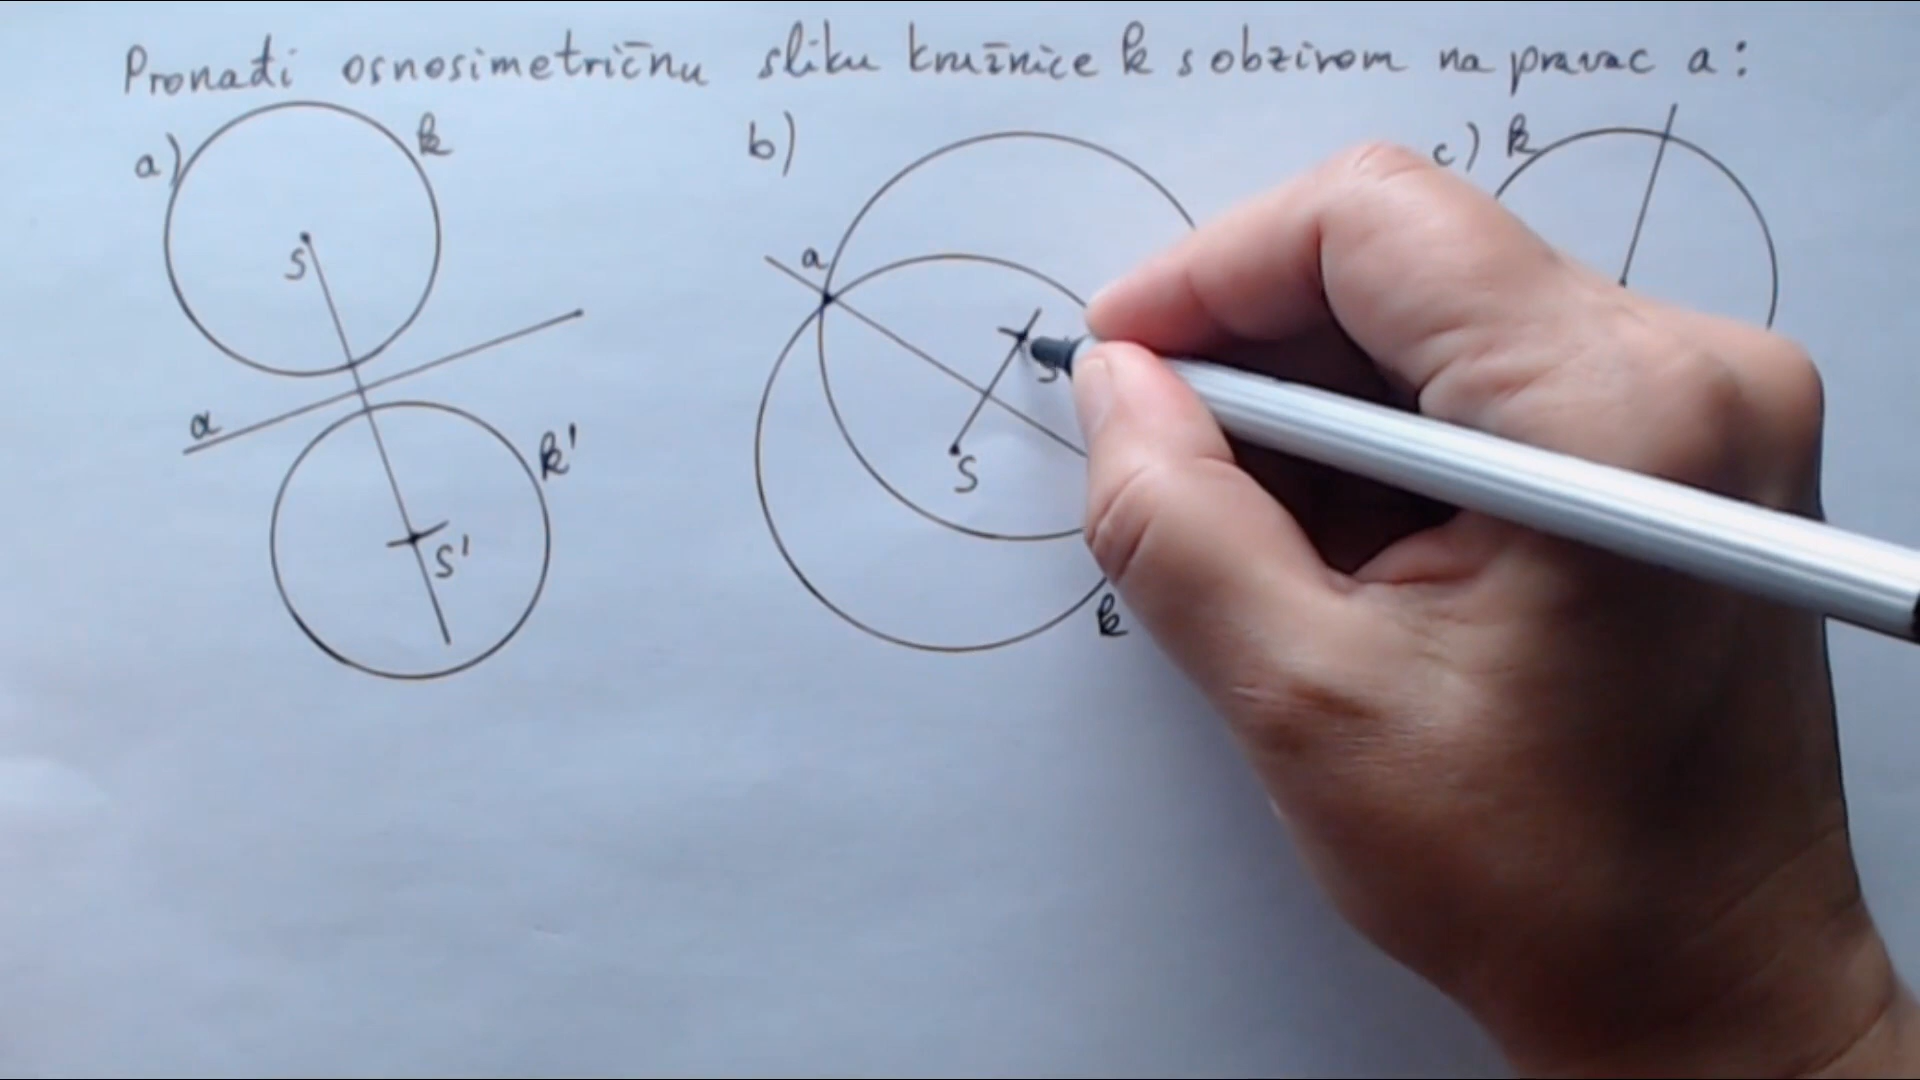 Pronađi osnosimetričnu sliku kružnice k s obzirom na pravac a:
a)
k
S
a
k'
S'
b)
a
S
S
k
c) k